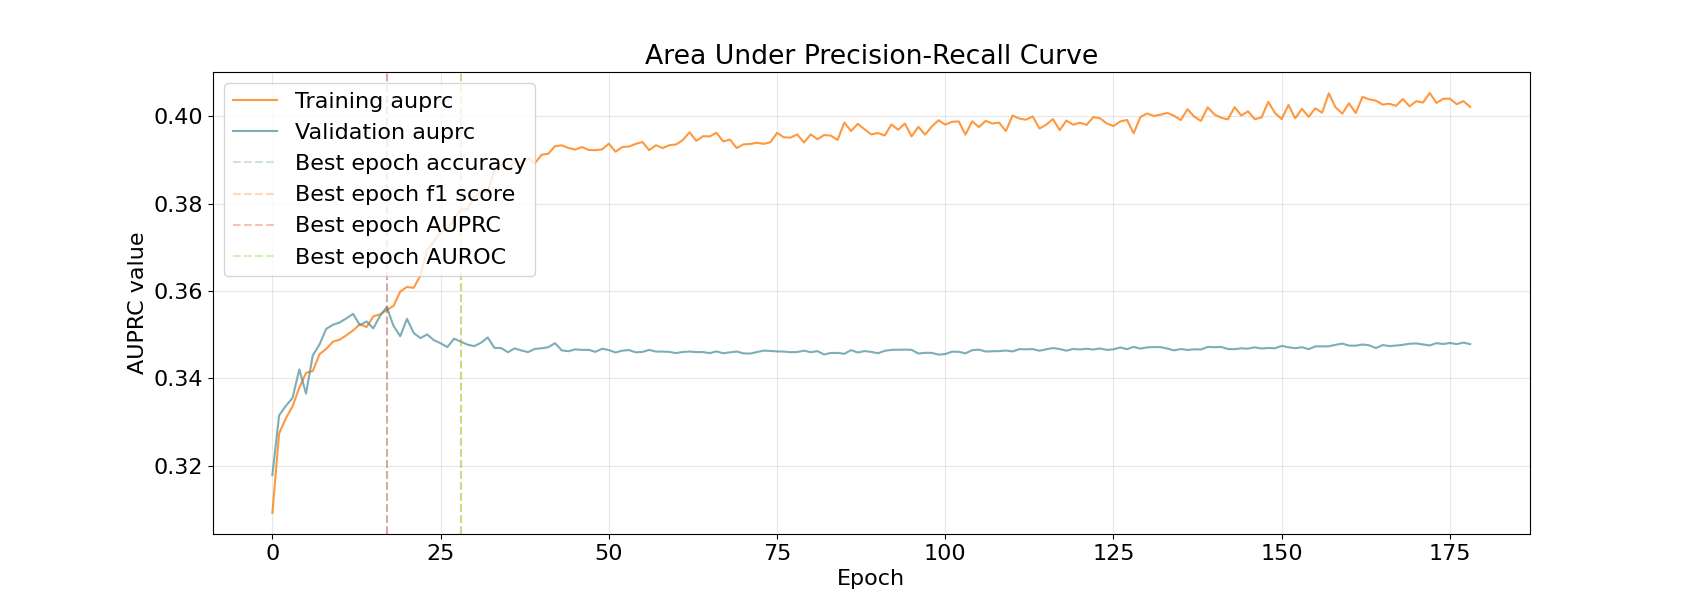 Area Under Precision-Recall Curve
Training auprc
Validation auprc
Best epoch accuracy
Best epoch f1 score
Best epoch AUPRC
Best epoch AUROC
AUPRC value
0.40
0.38
0.36
0.34
0.32
0 25 50 75 100 125 150 175
Epoch